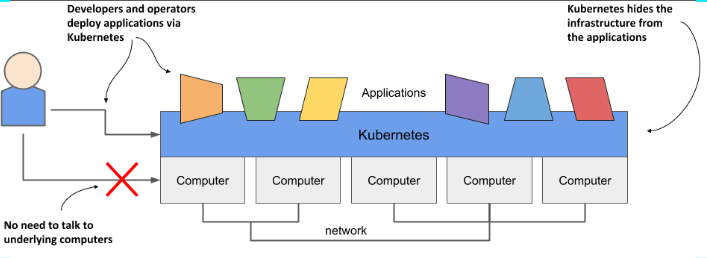 Developers and operators
deploy applications via
Kubernetes
Kubernetes hides the
infrastructure from
the applications
Applications
Kubernetes
Computer
Computer
Computer
Computer
Computer
No need to talk to
underlying computers
network